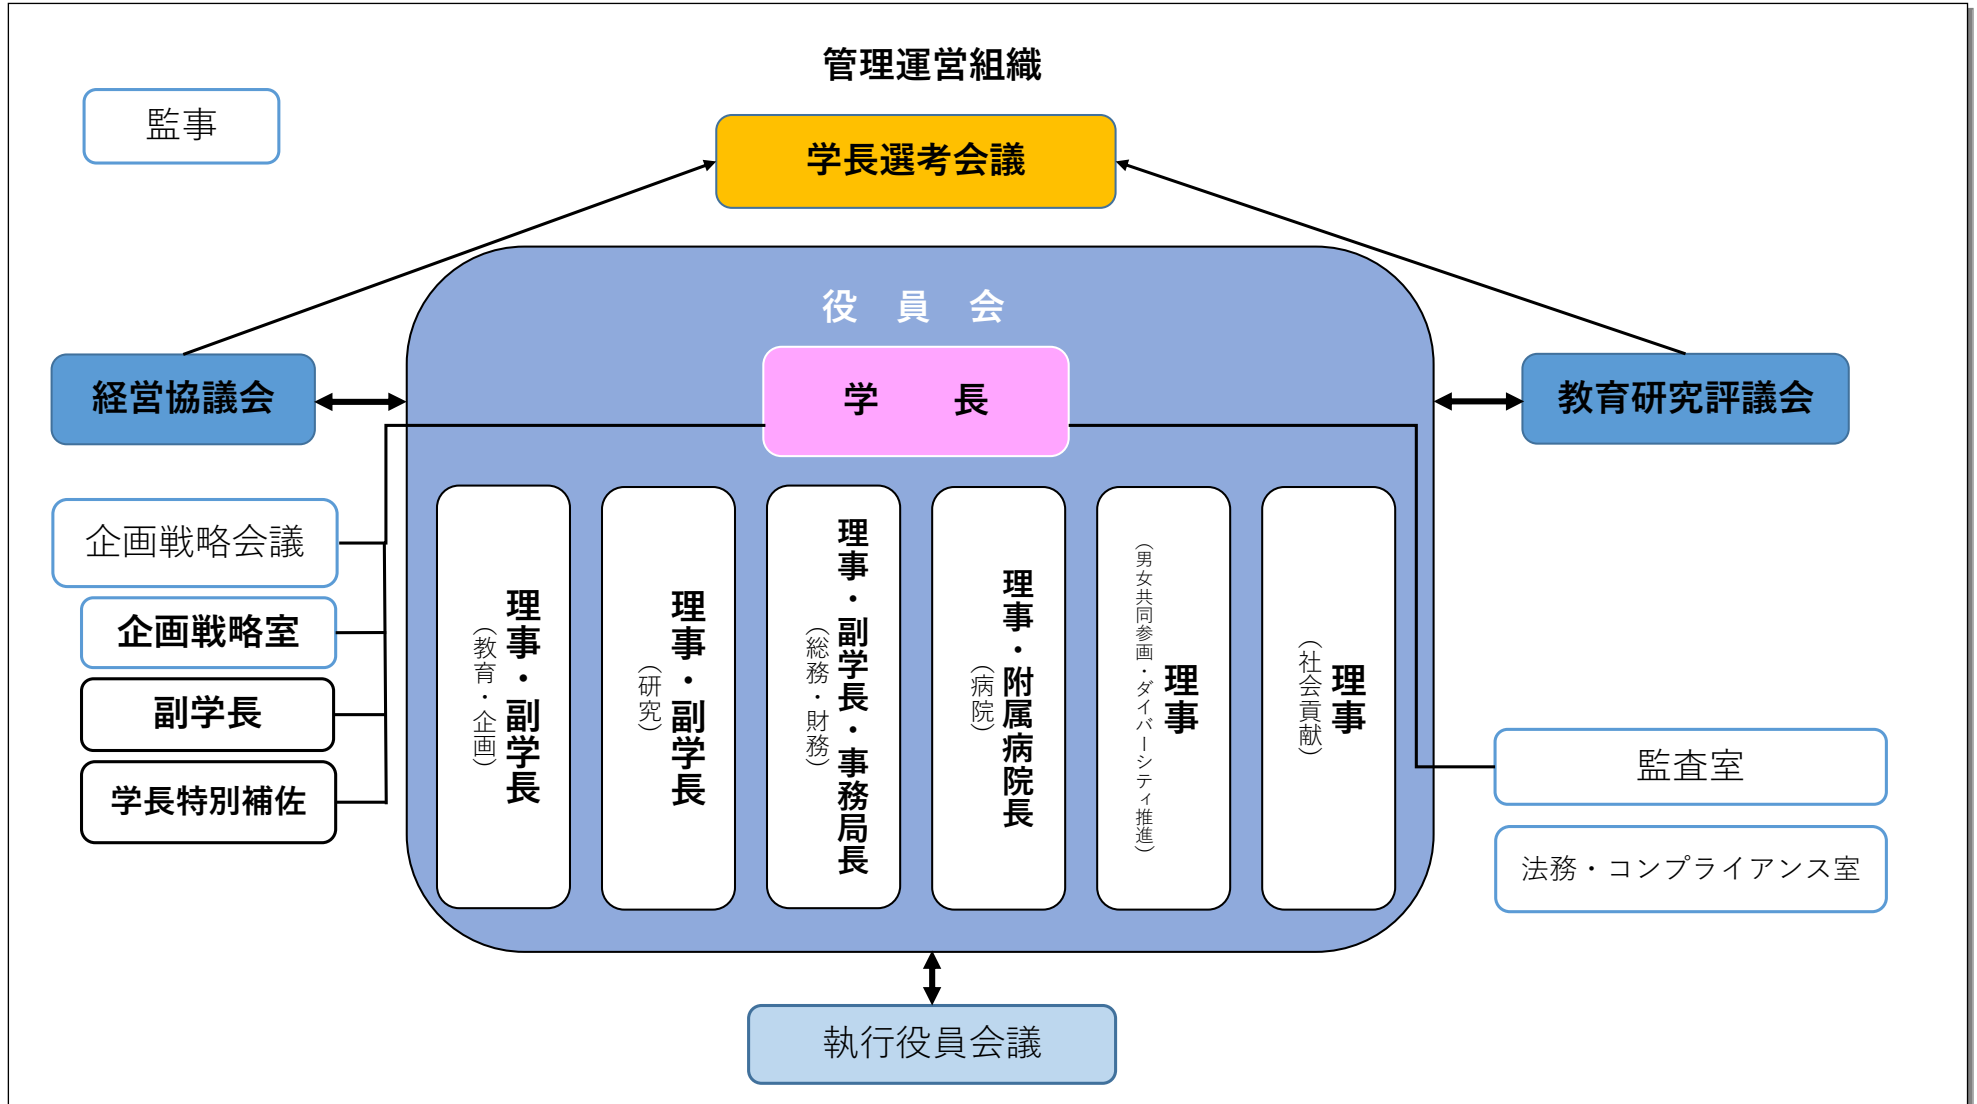 管理運営組織
監事
学長選考会議
役　員　会
経営協議会
学　　長
教育研究評議会
企画戦略会議
企画戦略室
副学長
学長特別補佐
理事・副学長
（教育・企画）
理事・副学長
（研究）
理事・副学長・事務局長
（総務・財務）
理事・附属病院長
（病院）
理事
（男女共同参画・ダイバーシティ推進）
理事
（社会貢献）
監査室
法務・コンプライアンス室
執行役員会議